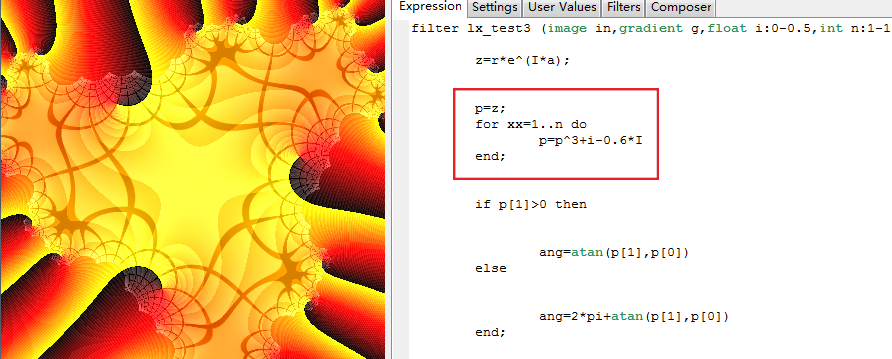 Expression Settings User Values Filters Composer
filter lx_test3 (image in,gradient g,float i:0-0.5,int n:1-1
z=r*e^(I*a);
p=z;
for xx=1..n do
p=p^3+i-0.6*I
end;
if p[1]>0 then
ang=atan(p[1],p[0])
else
ang=2*pi+atan(p[1],p[0])
end;